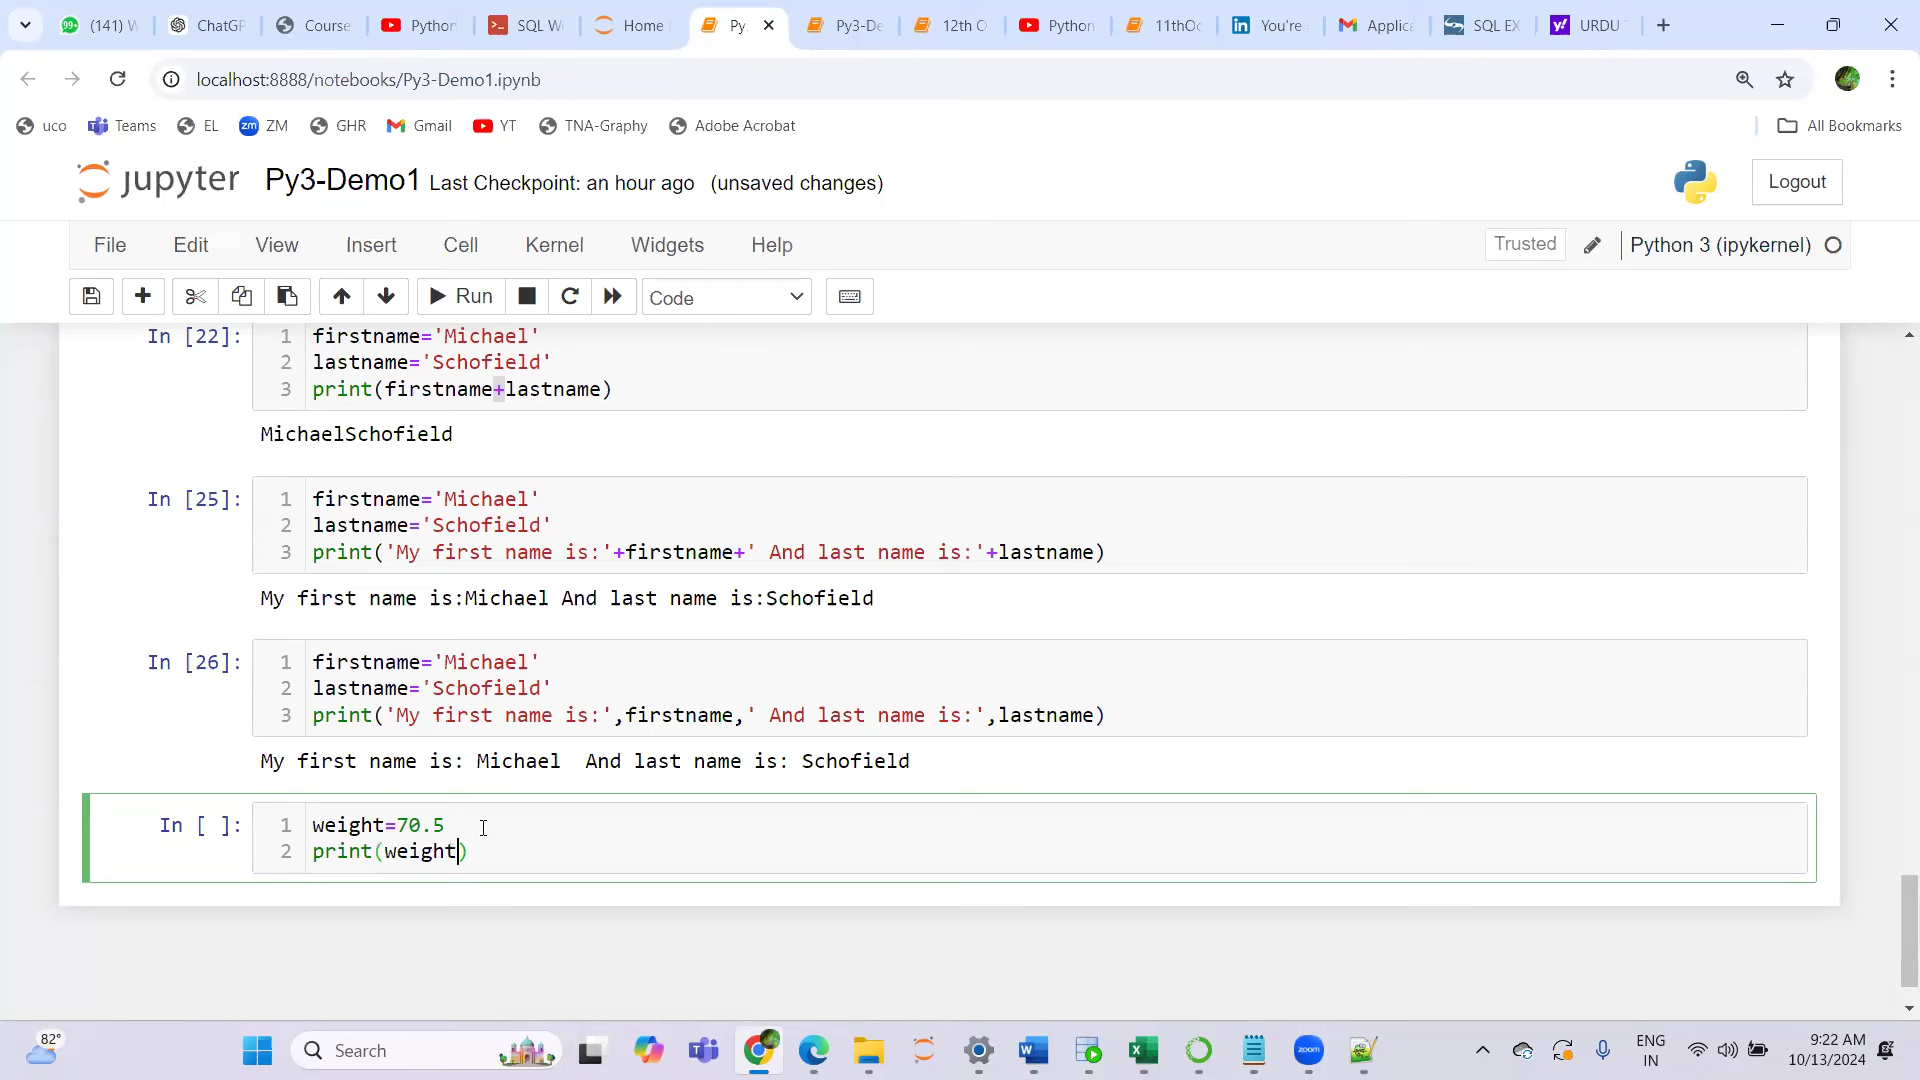 (141) W
ChatGP
Course
Python
SQL W
Home
Py
Py3-De
12th O
Python
11thOc
You're
Applica
SQL EX
URDU
localhost:8888/notebooks/Py3-Demo1.ipynb
uco
Teams
EL
ZM
GHR
Gmail
YT
TNA-Graphy
Adobe Acrobat
All Bookmarks
jupyter
Py3-Demo1 Last Checkpoint: an hour ago (unsaved changes)
Logout
File
Edit
View
Insert
Cell
Kernel
Widgets
Help
Trusted
Python 3 (ipykernel)
Run
Code
In [22]:
1 firstname='Michael'
2 lastname='Schofield'
3 print(firstname+lastname)
MichaelSchofield
In [25]:
1 firstname='Michael'
2 lastname='Schofield'
3 print('My first name is:'+firstname+' And last name is:'+lastname)
My first name is:Michael And last name is:Schofield
In [26]:
1 firstname='Michael'
2 lastname='Schofield'
3 print('My first name is:',firstname,' And last name is:',lastname)
My first name is: Michael  And last name is: Schofield
In [ ]:
1 weight=70.5
2 print(weight)
82°
Search
zoom
ENG
IN
9:22 AM
10/13/2024